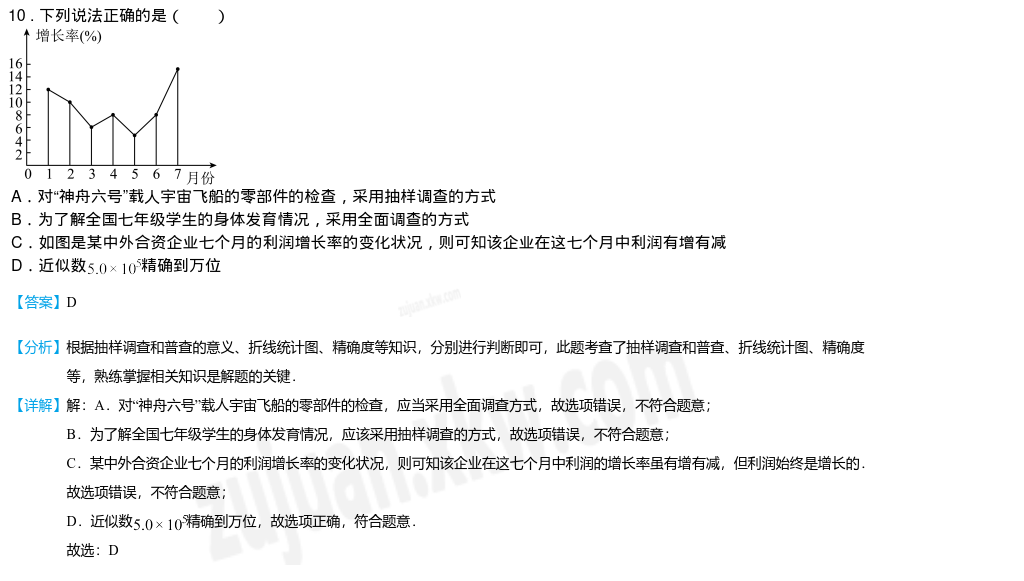 10．下列说法正确的是（　　）
增长率(%)
16
14
12
10
8
6
4
2
0 1 2 3 4 5 6 7 月份
A．对“神舟六号”载人宇宙飞船的零部件的检查，采用抽样调查的方式
B．为了解全国七年级学生的身体发育情况，采用全面调查的方式
C．如图是某中外合资企业七个月的利润增长率的变化状况，则可知该企业在这七个月中利润有增有减
D．近似数5.0×10⁵精确到万位
【答案】D
zujuan.xkw.com
【分析】根据抽样调查和普查的意义、折线统计图、精确度等知识，分别进行判断即可，此题考查了抽样调查和普查、折线统计图、精确度
等，熟练掌握相关知识是解题的关键．
【详解】解：A．对“神舟六号”载人宇宙飞船的零部件的检查，应当采用全面调查方式，故选项错误，不符合题意；
B．为了解全国七年级学生的身体发育情况，应该采用抽样调查的方式，故选项错误，不符合题意；
C．某中外合资企业七个月的利润增长率的变化状况，则可知该企业在这七个月中利润的增长率虽有增有减，但利润始终是增长的．
故选项错误，不符合题意；
D．近似数5.0×10⁵精确到万位，故选项正确，符合题意．
故选：D
zujuan.xkw.com